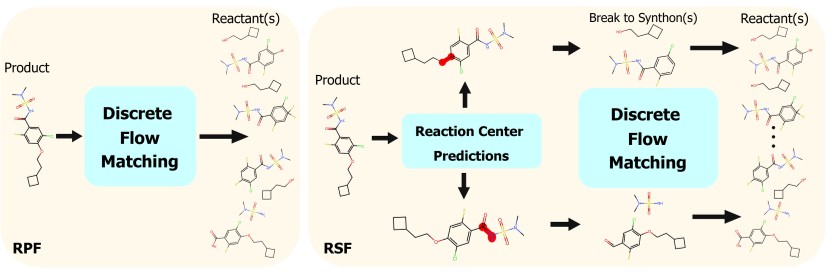 Reactant(s)
Product
Discrete
Flow
Matching
RPF
Product
Reaction Center
Predictions
Break to Synthon(s)
Reactant(s)
Discrete
Flow
Matching
RSF